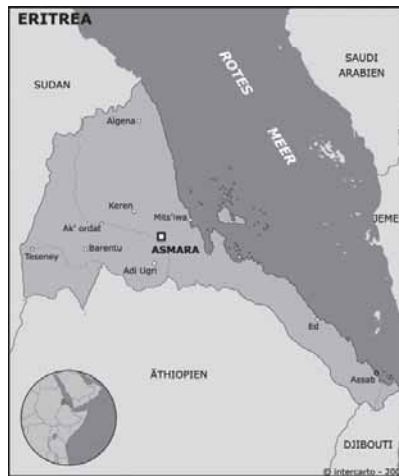 ERITREA
SAUDI
ARABIEN
SUDAN
ROTES
MEER
Algena
Keren
Mits'iwa
JEME
Ak' ordat
ASMARA
Teseney
Barentu
Adi Ugri
Ed
ÄTHIOPIEN
Assab
DJIBOUTI
© intercarto - 200